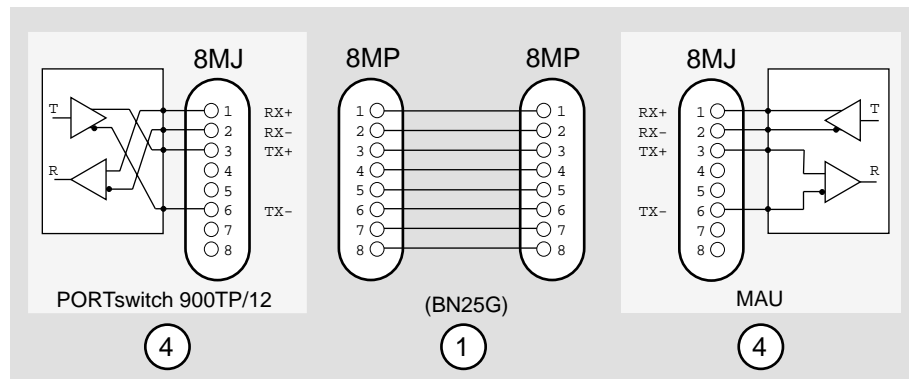 8MJ
T
R
1 RX+
2 RX-
3 TX+
4
5
6 TX-
7
8
PORTswitch 900TP/12
4
8MP 8MP
1 1
2 2
3 3
4 4
5 5
6 6
7 7
8 8
(BN25G)
1
8MJ
RX+ 1
RX- 2
TX+ 3
4
5
TX- 6
7
8
T
R
MAU
4